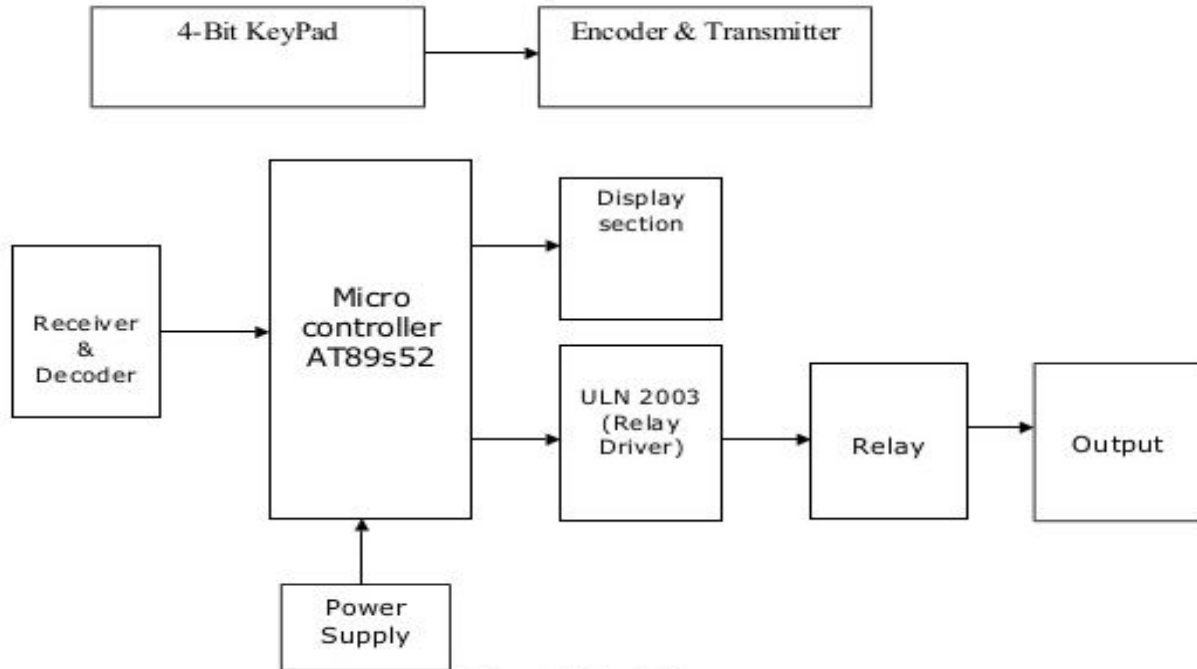 4-Bit KeyPad
Encoder & Transmitter
Receiver
&
Decoder
Micro
controller
AT89s52
Display
section
ULN 2003
(Relay
Driver)
Relay
Output
Power
Supply